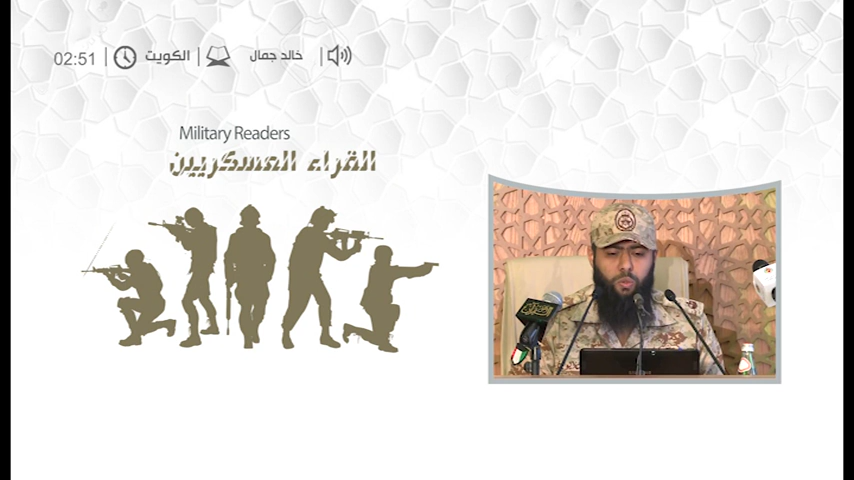 خالد جمال | الكويت | 02:51
Military Readers
القراء العسكريين